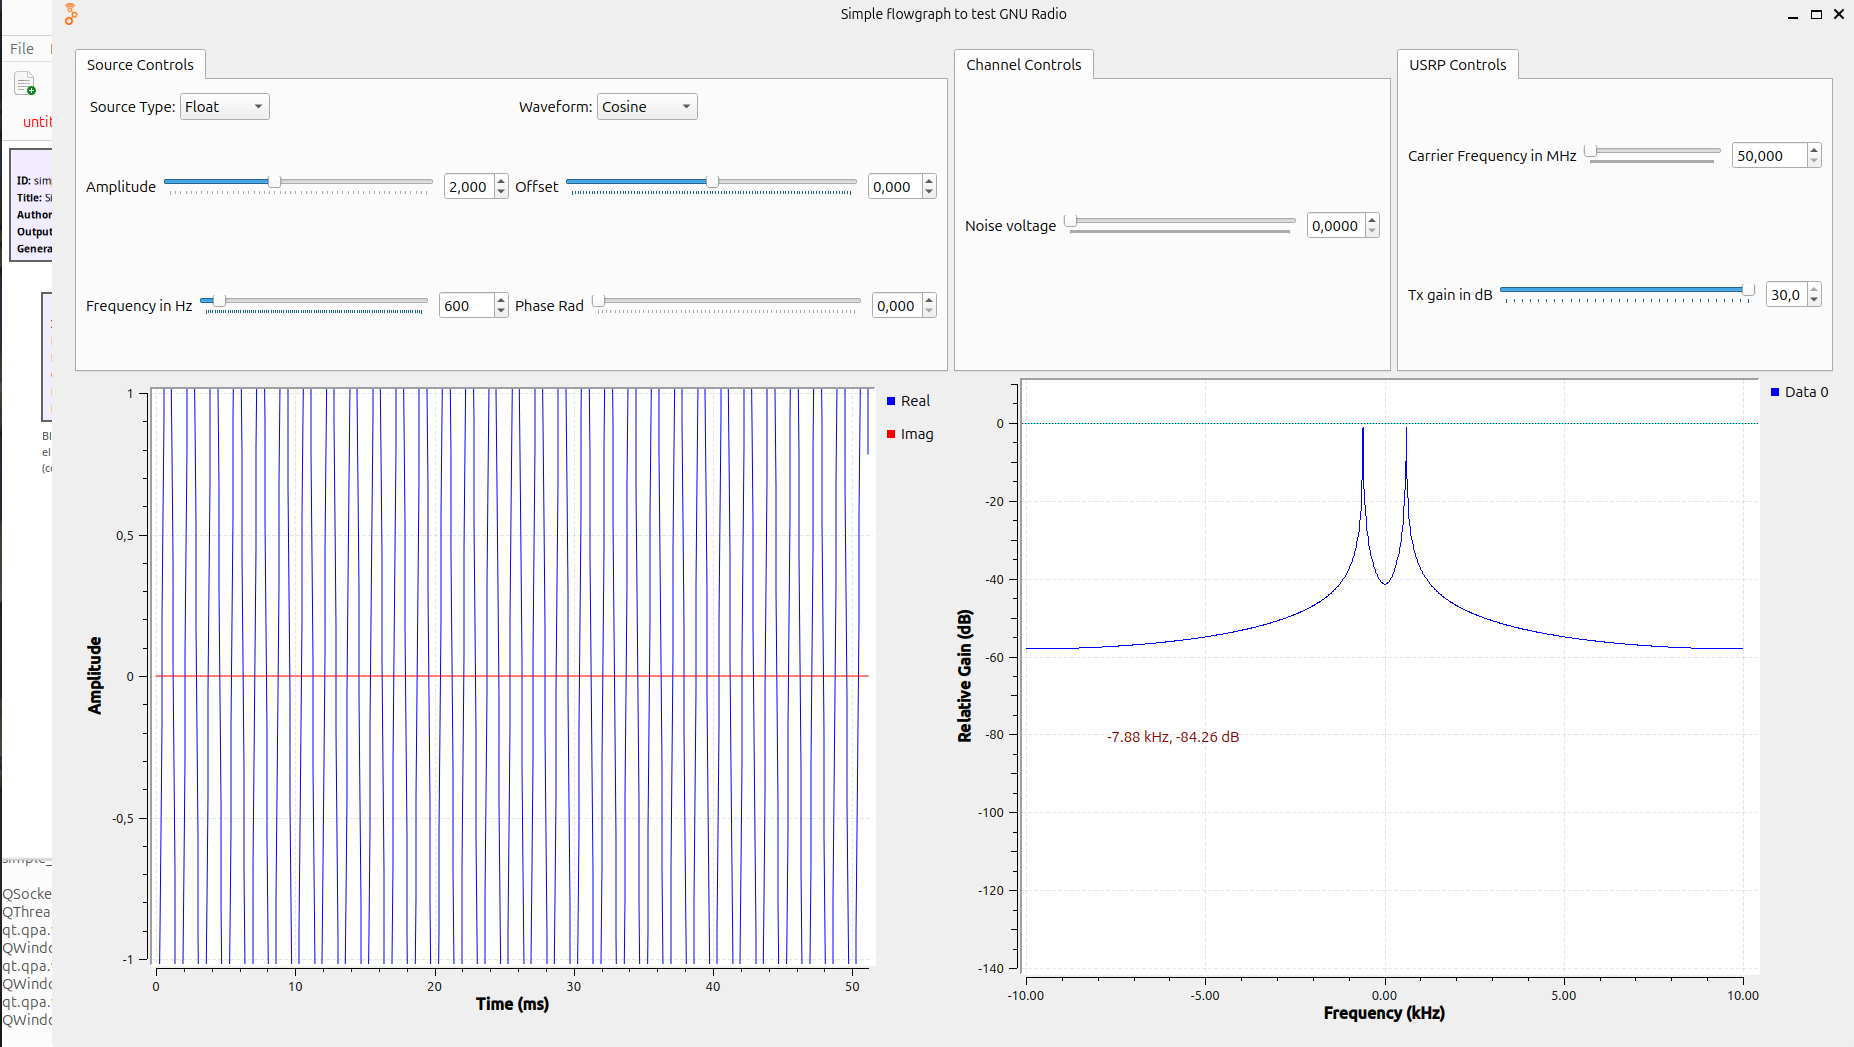 Simple flowgraph to test GNU Radio
File
Source Controls
Channel Controls
USRP Controls
Source Type: Float
Waveform: Cosine
Amplitude 2,000
Offset 0,000
Frequency in Hz 600
Phase Rad 0,000
Noise voltage 0,0000
Carrier Frequency in MHz 50,000
Tx gain in dB 30,0
untit
ID: sim
Title: Si
Author
Output
Genera
Bl
el
(co
simple_
QSocke
QThrea
qt.qpa.
QWindo
qt.qpa.
QWindo
qt.qpa.
QWindo
1
0,5
0
-0,5
-1
Amplitude
0 10 20 30 40 50
Time (ms)
Real
Imag
0
-20
-40
-60
-80
-100
-120
-140
Relative Gain (dB)
-7.88 kHz, -84.26 dB
-10.00 -5.00 0.00 5.00 10.00
Frequency (kHz)
Data 0